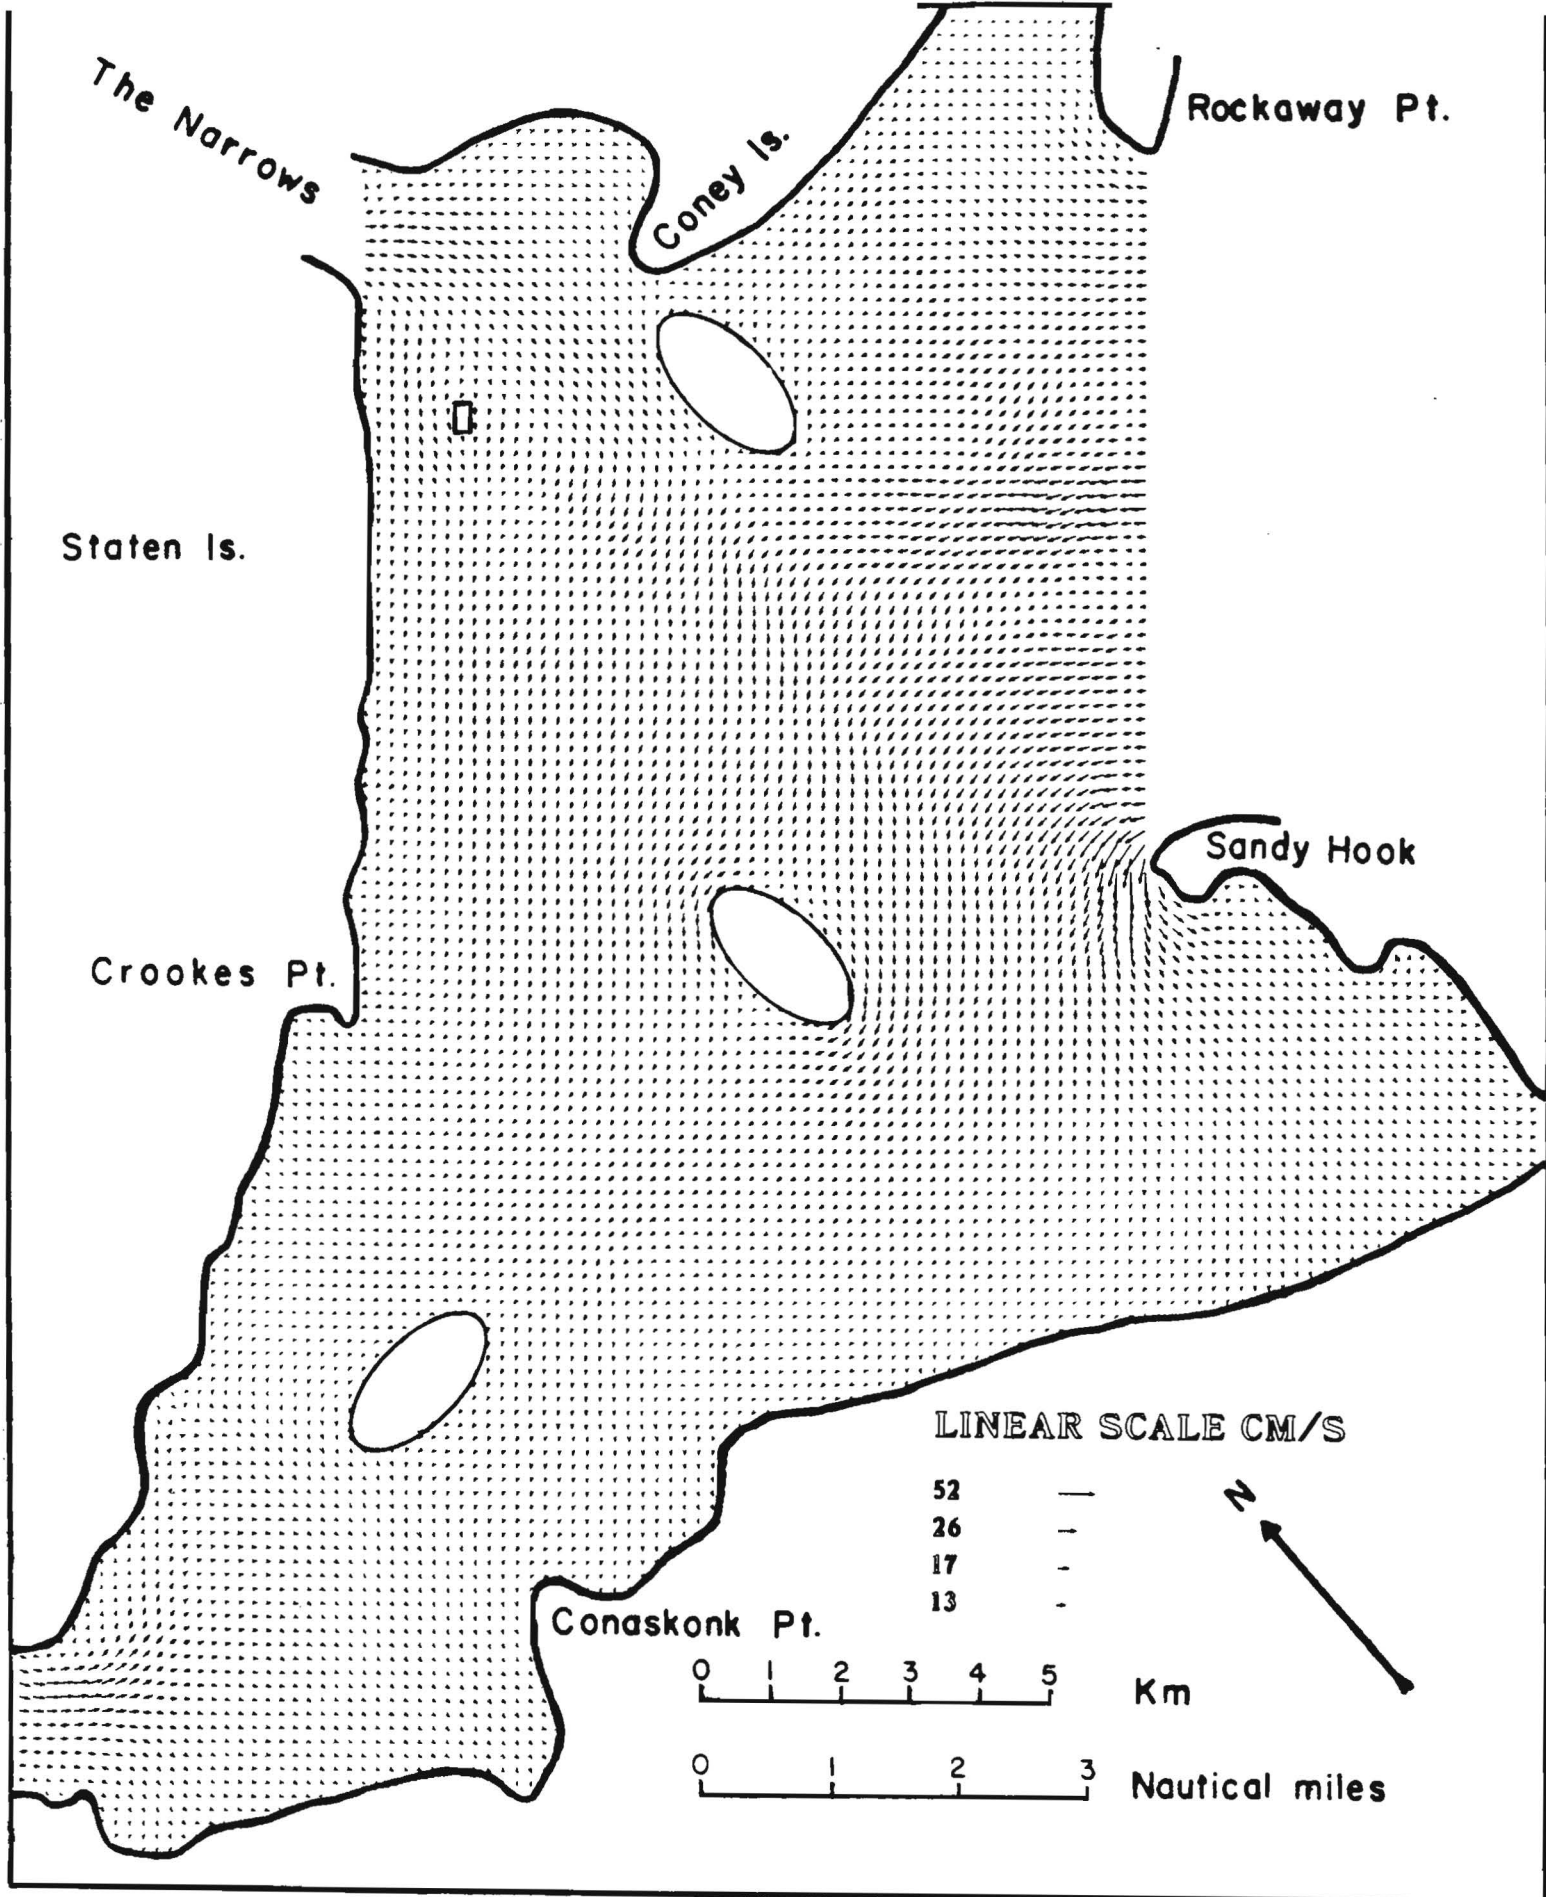 The Narrows
Coney Is.
Rockaway Pt.
Staten Is.
Sandy Hook
Crookes Pt.
LINEAR SCALE CM/S
52
26
17
13
N
Conaskonk Pt.
0 1 2 3 4 5 Km
0 1 2 3 Nautical miles